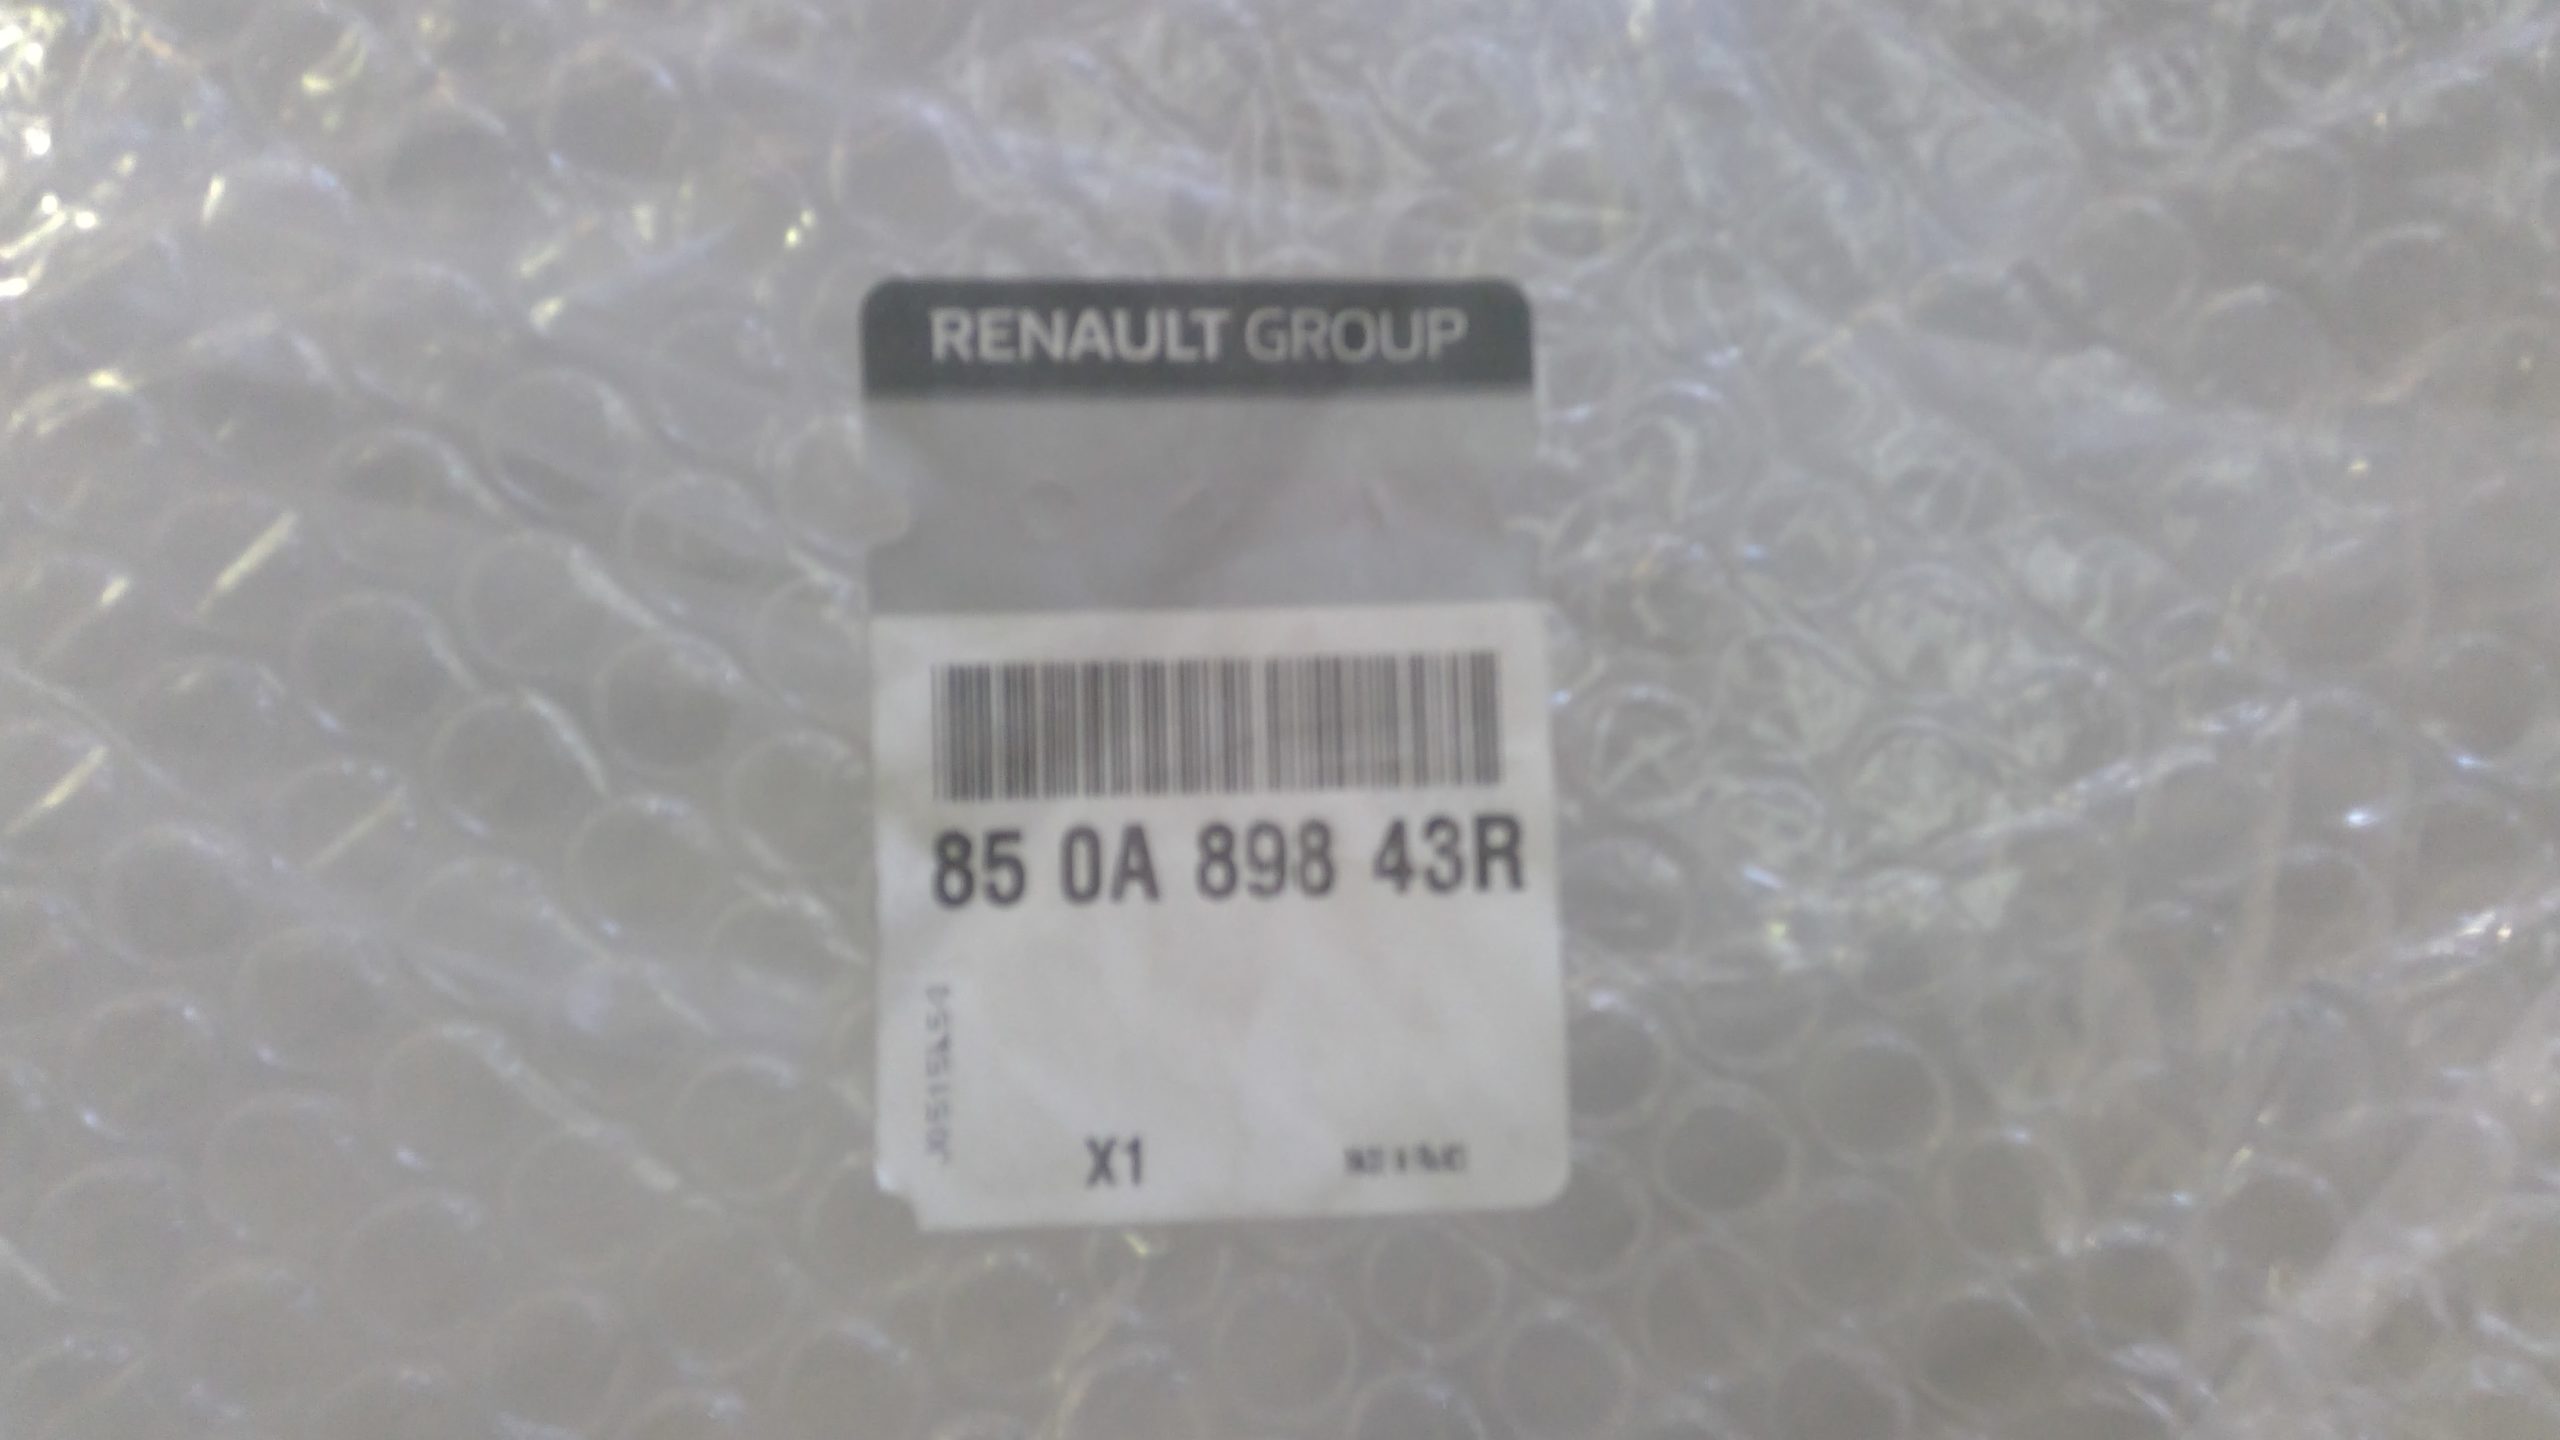 RENAULT GROUP
85 0A 898 43R
X1